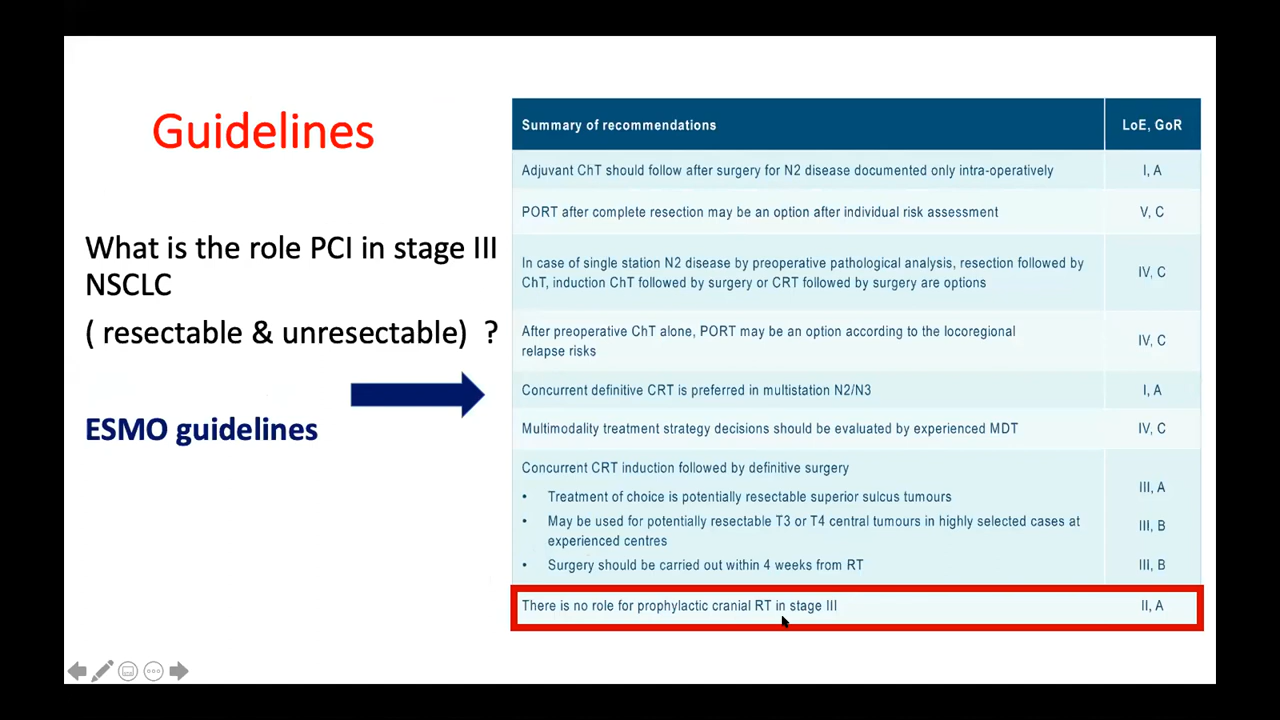 Guidelines
What is the role PCI in stage III
NSCLC
( resectable & unresectable) ?
ESMO guidelines
Summary of recommendations LoE, GoR
Adjuvant ChT should follow after surgery for N2 disease documented only intra-operatively I, A
PORT after complete resection may be an option after individual risk assessment V, C
In case of single station N2 disease by preoperative pathological analysis, resection followed by
ChT, induction ChT followed by surgery or CRT followed by surgery are options IV, C
After preoperative ChT alone, PORT may be an option according to the locoregional
relapse risks IV, C
Concurrent definitive CRT is preferred in multistation N2/N3 I, A
Multimodality treatment strategy decisions should be evaluated by experienced MDT IV, C
Concurrent CRT induction followed by definitive surgery
• Treatment of choice is potentially resectable superior sulcus tumours III, A
• May be used for potentially resectable T3 or T4 central tumours in highly selected cases at
experienced centres III, B
• Surgery should be carried out within 4 weeks from RT III, B
There is no role for prophylactic cranial RT in stage III II, A